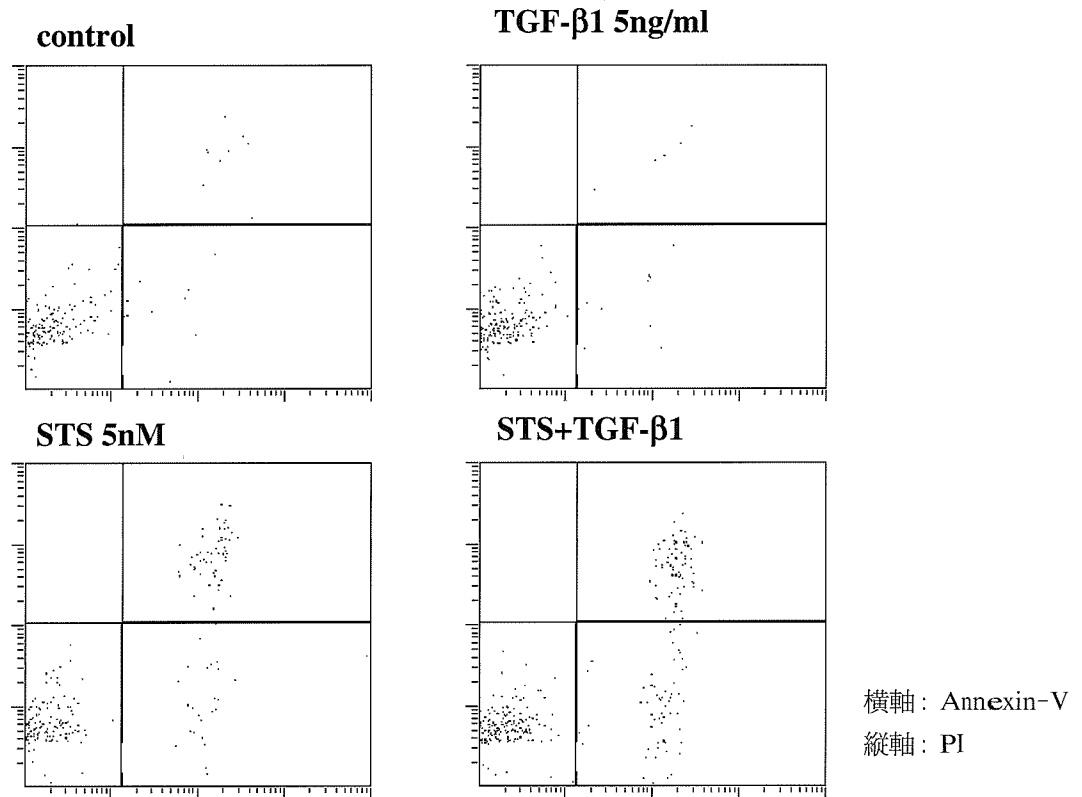 control
TGF-β1 5ng/ml
STS 5nM
STS+TGF-β1
横軸: Annexin-V
縦軸: PI